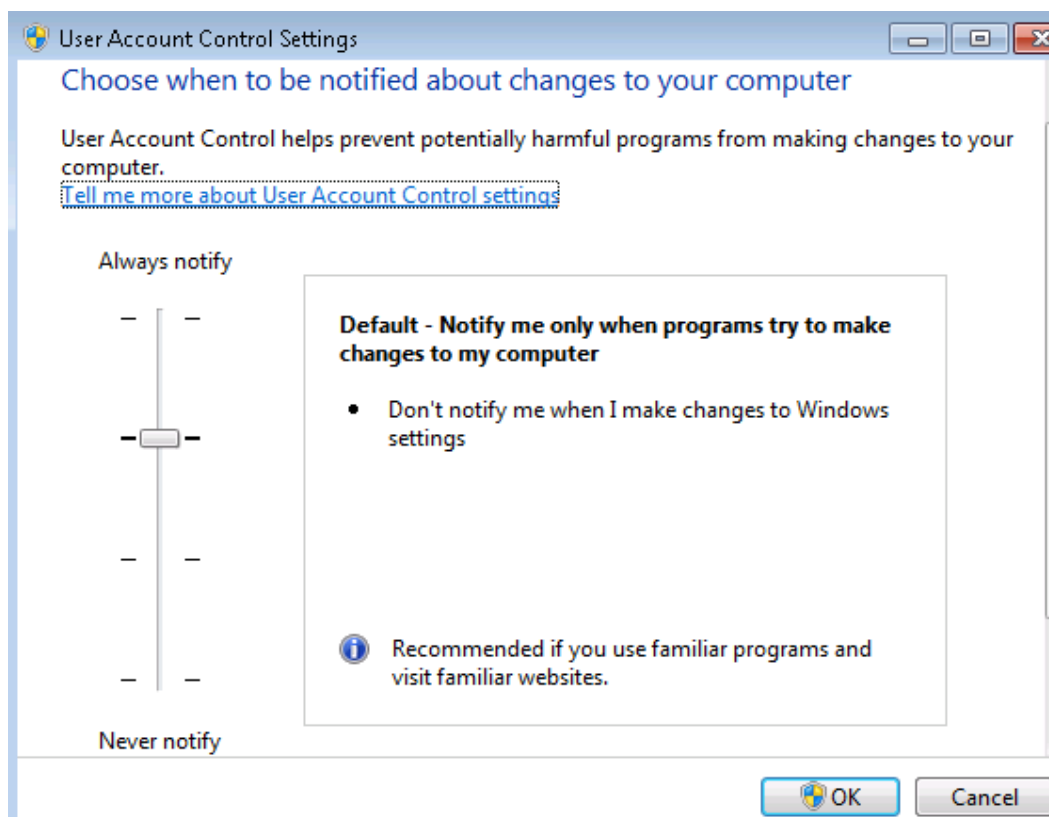 User Account Control Settings
Choose when to be notified about changes to your computer
User Account Control helps prevent potentially harmful programs from making changes to your
computer.
Tell me more about User Account Control settings
Always notify
Default - Notify me only when programs try to make
changes to my computer
• Don't notify me when I make changes to Windows
settings
Recommended if you use familiar programs and
visit familiar websites.
Never notify
OK
Cancel